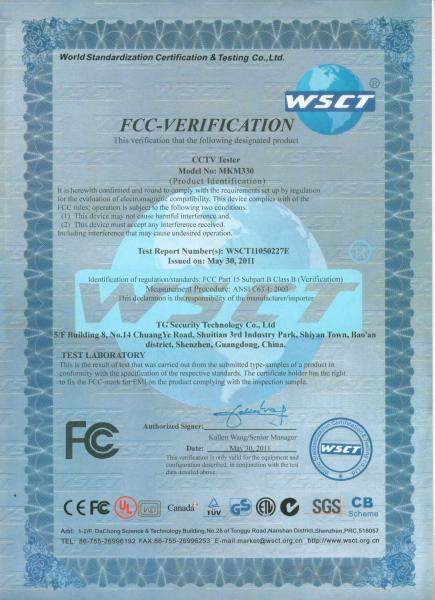 World Standardization Certification & Testing Co.,Ltd.
WSCT ®
FCC-VERIFICATION
This verification that the following designated product
CCTV Tester
Model No: MKM330
(Product Identification)
It is herewith confirmed and round to comply with the requirements set up by regulation
for the evaluation of electromagnetic compatibility. This device complies with of the
FCC rules; operation is subject to the following two conditions.
(1) This device may not cause harmful interference and,
(2) This device must accept any interference received.
Including interference that may cause undesired operation.
Test Report Number(s): WSCT11050227E
Issued on: May 30, 2011
®
Identification of regulation/standards: FCC Part 15 Subpart B Class B (Verification)
Measurement Procedure: ANSI C63.4: 2003
This declaration is the responsibility of the manufacturer/importer.
WSCT
TG Security Technology Co., Ltd
5/F Building 8, No.14 ChuangYe Road, Shuitian 3rd Industry Park, Shiyan Town, Bao'an
district, Shenzhen, Guangdong, China.
TEST LABORATORY
This is the result of test that was carried out from the submitted type-samples of a product in
conformity with the specification of the respective standards. The certificate holder has the right
to fix the FCC-mark for EMI on the product complying with the inspection sample.
Authorized Signer:
Kallen Wang/Senior Manager
Date: May 30, 2011
This verification is only valid for the equipment and
configuration described, in conjunction with the test
data detailed above.
FC
WSCT
CE FC UL Canada TÜV GS N SGS CB
Scheme
Add: 1-2/F, DaChong Science & Technology Building,No.28 of Tonggu Road,Nanshan District,Shenzhen,PRC,518057
TEL: 86-755-26996192 FAX:86-755-26996253 E-mail:market@wsct.org.cn http://www.wsct.org.cn